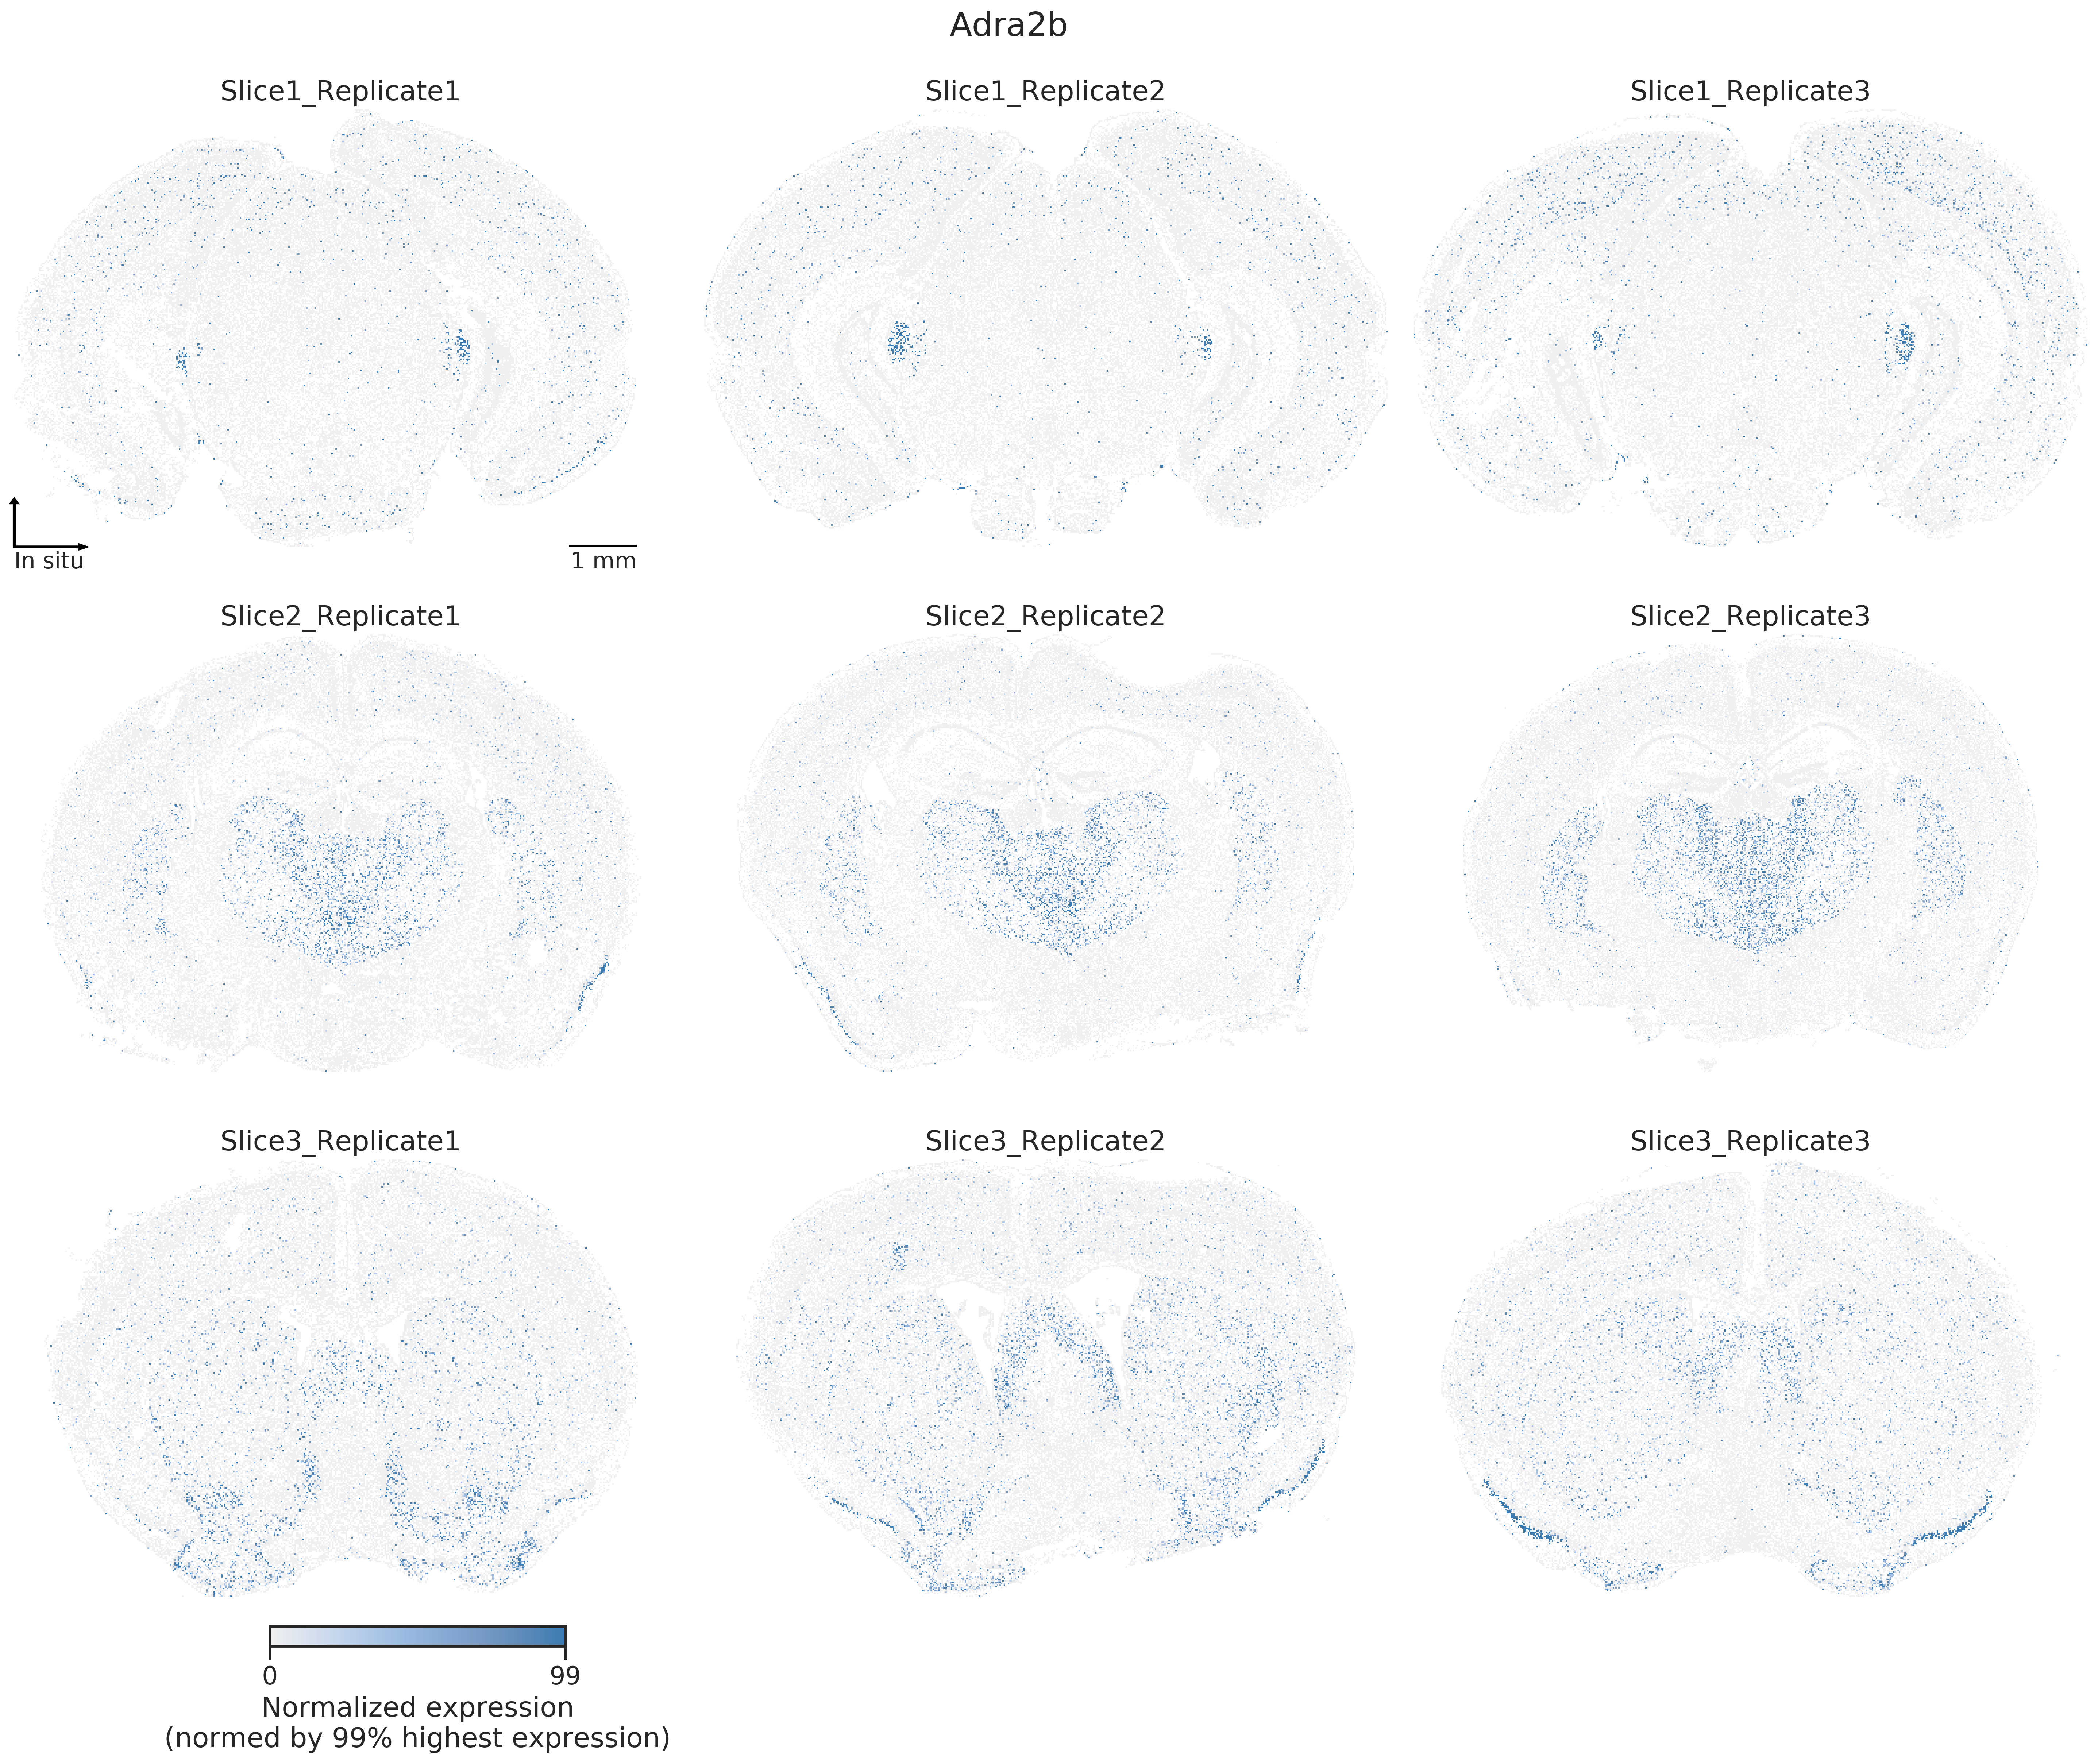 Adra2b
Slice1_Replicate1
Slice1_Replicate2
Slice1_Replicate3
In situ
1 mm
Slice2_Replicate1
Slice2_Replicate2
Slice2_Replicate3
Slice3_Replicate1
Slice3_Replicate2
Slice3_Replicate3
0
99
Normalized expression
(normed by 99% highest expression)